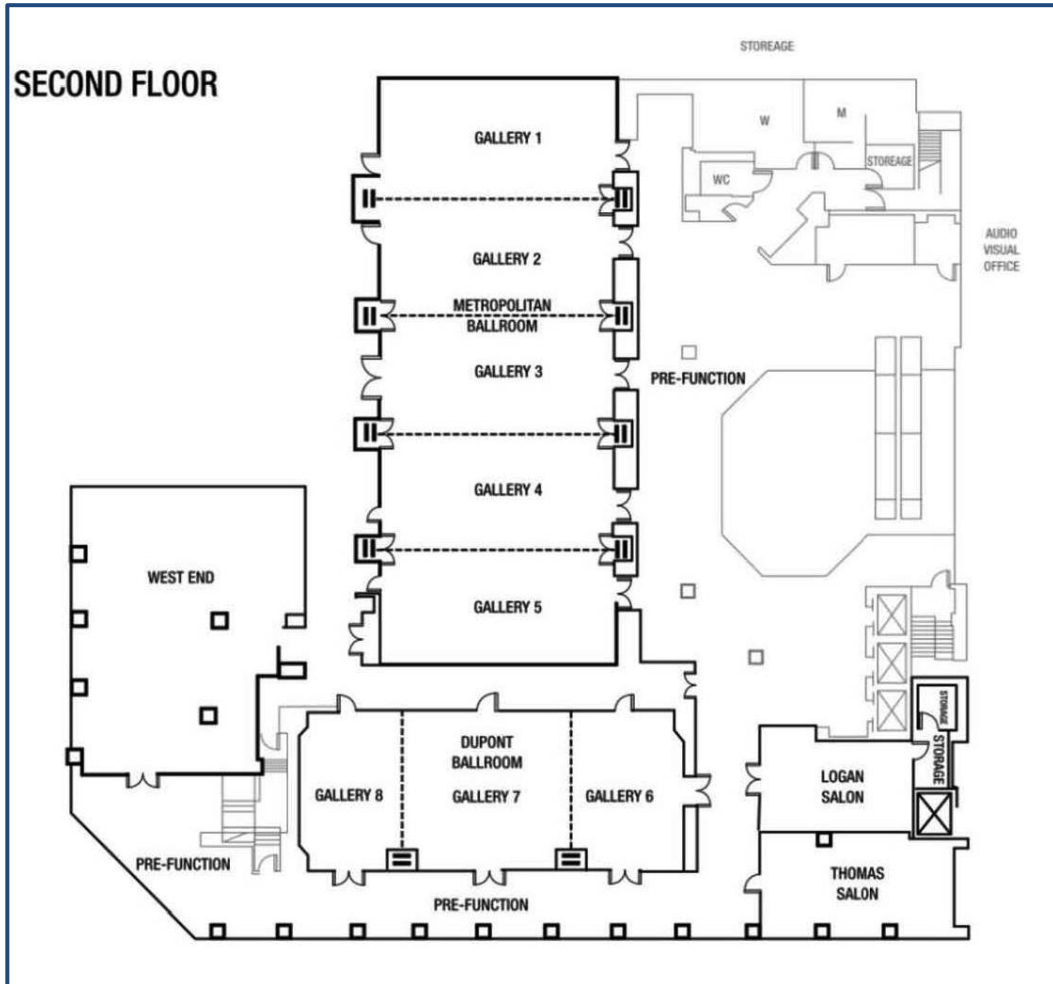 STOREAGE
SECOND FLOOR
GALLERY 1
W
M
STOREAGE
WC
GALLERY 2
AUDIO
VISUAL
OFFICE
METROPOLITAN
BALLROOM
GALLERY 3
PRE-FUNCTION
GALLERY 4
WEST END
GALLERY 5
STORAGE
STORAGE
DUPONT
BALLROOM
GALLERY 8
GALLERY 7
GALLERY 6
LOGAN
SALON
PRE-FUNCTION
THOMAS
SALON
PRE-FUNCTION